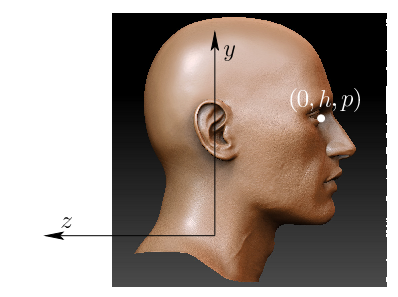 y
(0, h, p)
z